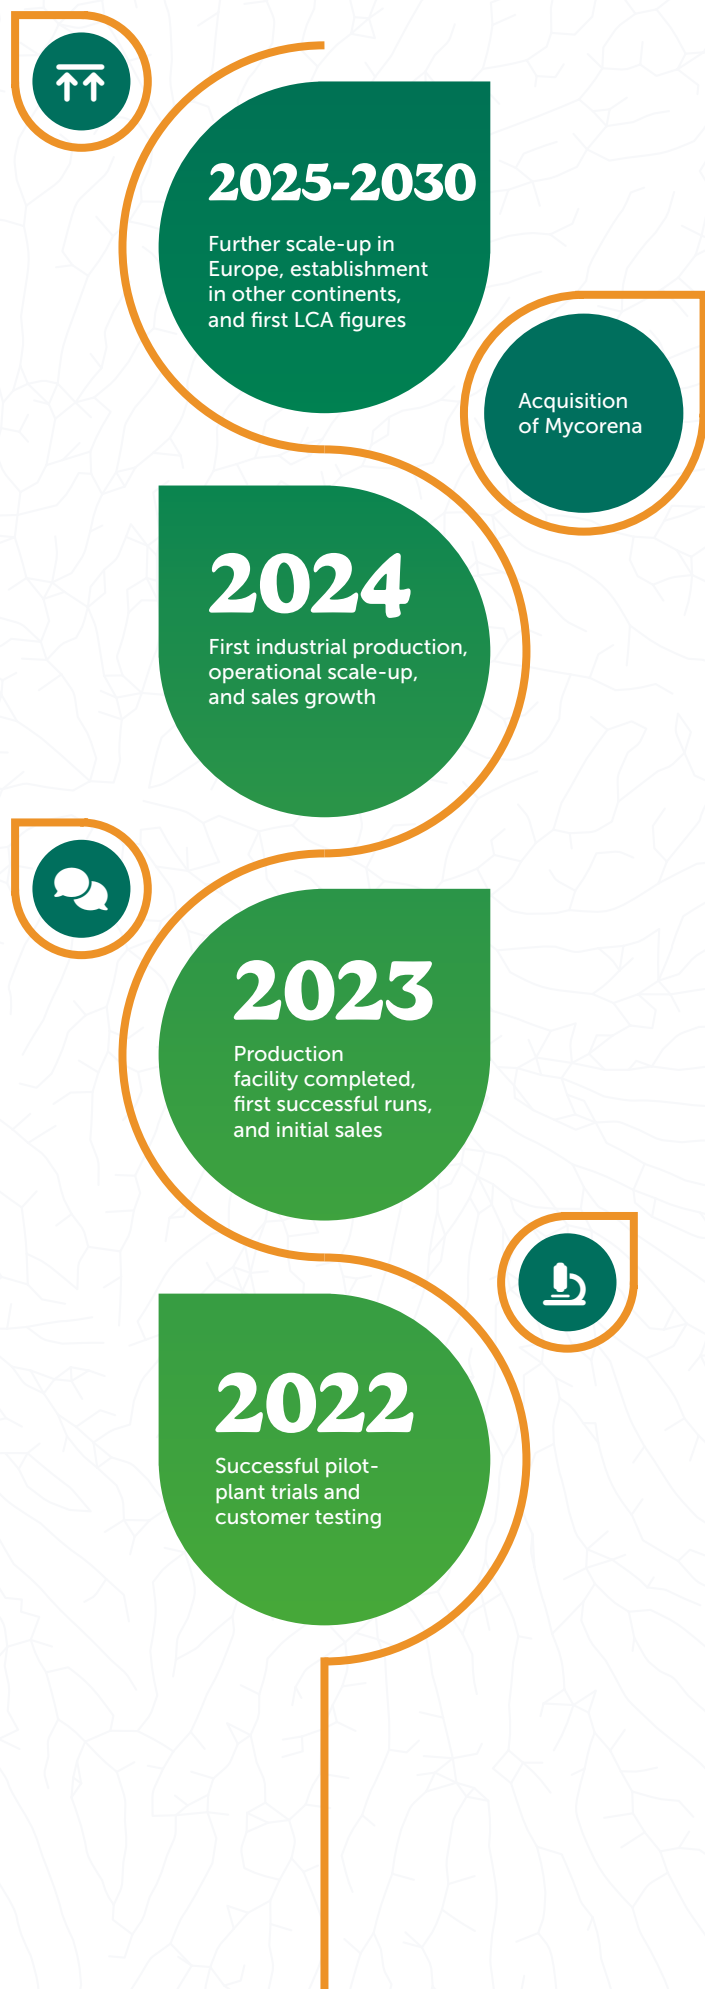 2025-2030
Further scale-up in
Europe, establishment
in other continents,
and first LCA figures
Acquisition
of Mycorena
2024
First industrial production,
operational scale-up,
and sales growth
2023
Production
facility completed,
first successful runs,
and initial sales
2022
Successful pilot-
plant trials and
customer testing